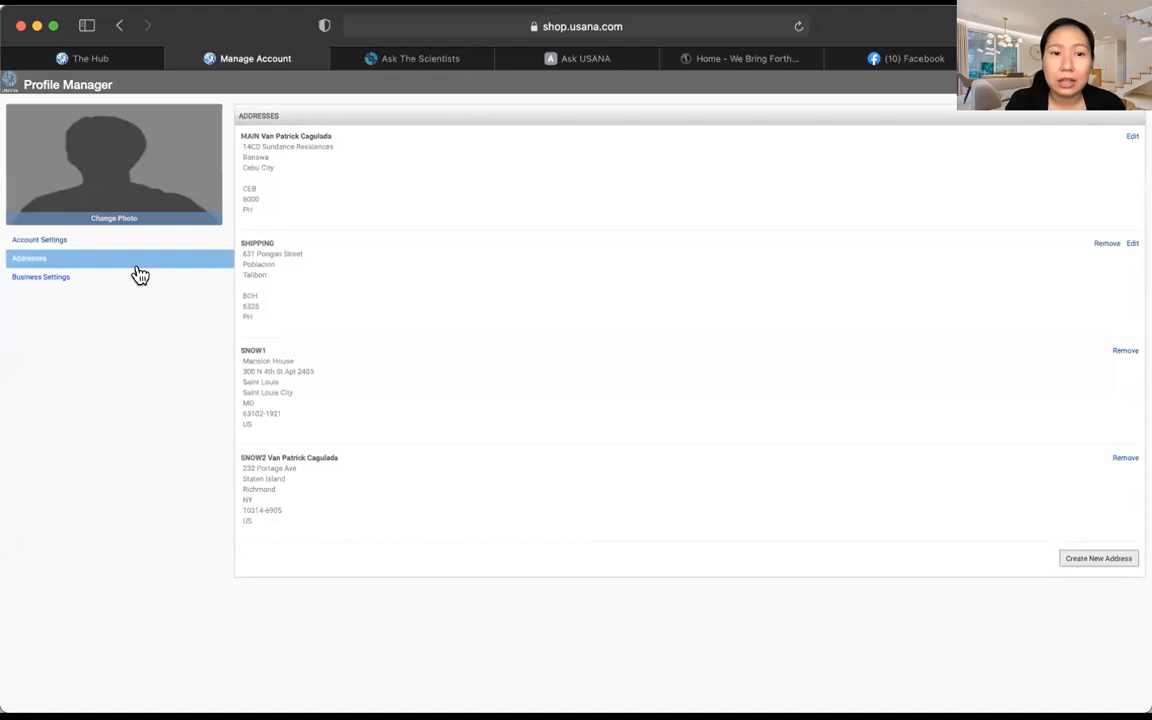 shop.usana.com
The Hub
Manage Account
Ask The Scientists
A Ask USANA
Home - We Bring Forth...
(10) Facebook
Profile Manager
Change Photo
Account Settings
Addresses
Business Settings
ADDRESSES
MAIN Van Patrick Cagulada
Edit
14CD Sundance Residences
Banawa
Cebu City
CEB
6000
PH
SHIPPING
Remove Edit
631 Poogan Street
Poblacion
Talibon
BOH
6325
PH
SNOW1
Remove
Mansion House
300 N 4th St Apt 2405
Saint Louis
Saint Louis City
MO
63102-1921
US
SNOW2 Van Patrick Cagulada
Remove
232 Portage Ave
Staten Island
Richmond
NY
10314-6905
US
Create New Address